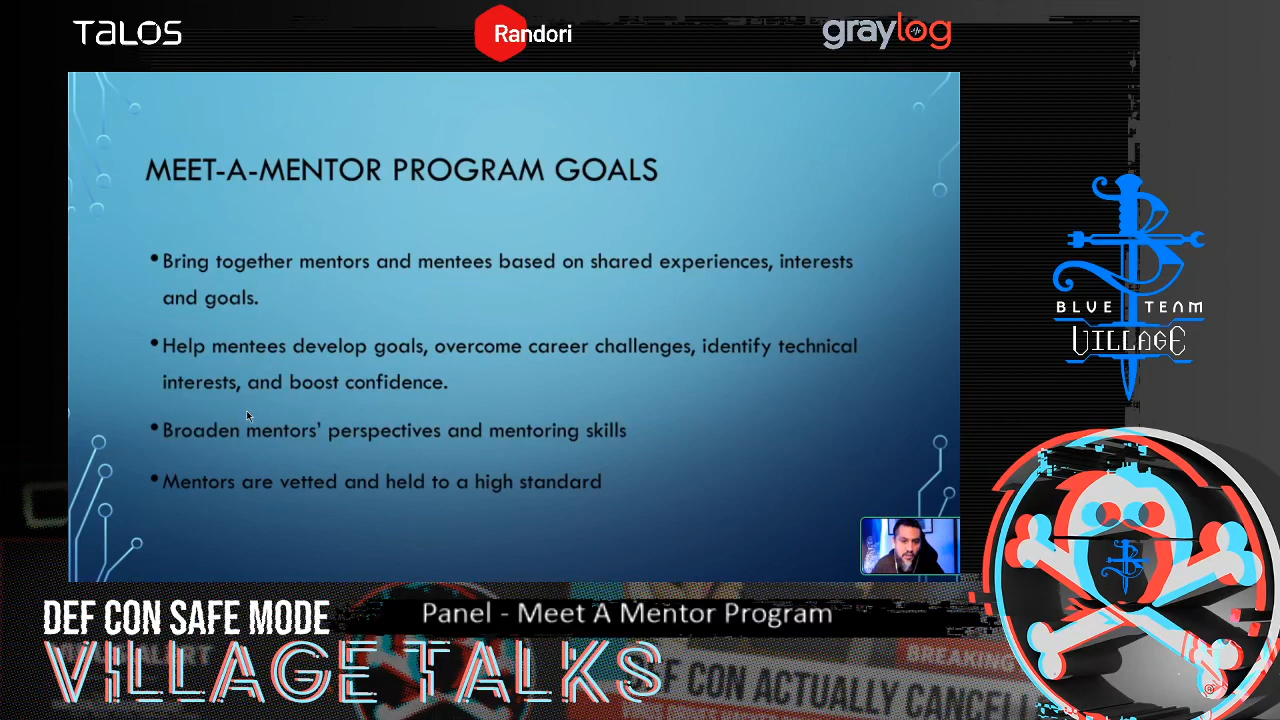 TALOS
Randori
graylog
MEET-A-MENTOR PROGRAM GOALS
•Bring together mentors and mentees based on shared experiences, interests
and goals.
•Help mentees develop goals, overcome career challenges, identify technical
interests, and boost confidence.
•Broaden mentors' perspectives and mentoring skills
•Mentors are vetted and held to a high standard
BLUE TEAM
VILLAGE
DEF CON SAFE MODE
Panel - Meet A Mentor Program
VILLAGE TALKS
BREAKING
EF CON ACTUALLY CANCELL